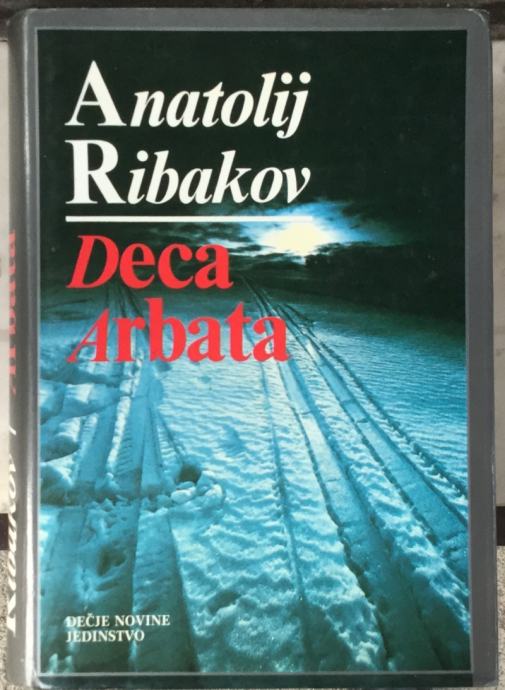 Anatolij
Ribakov
Deca
Arbata
DEČJE NOVINE
JEDINSTVO